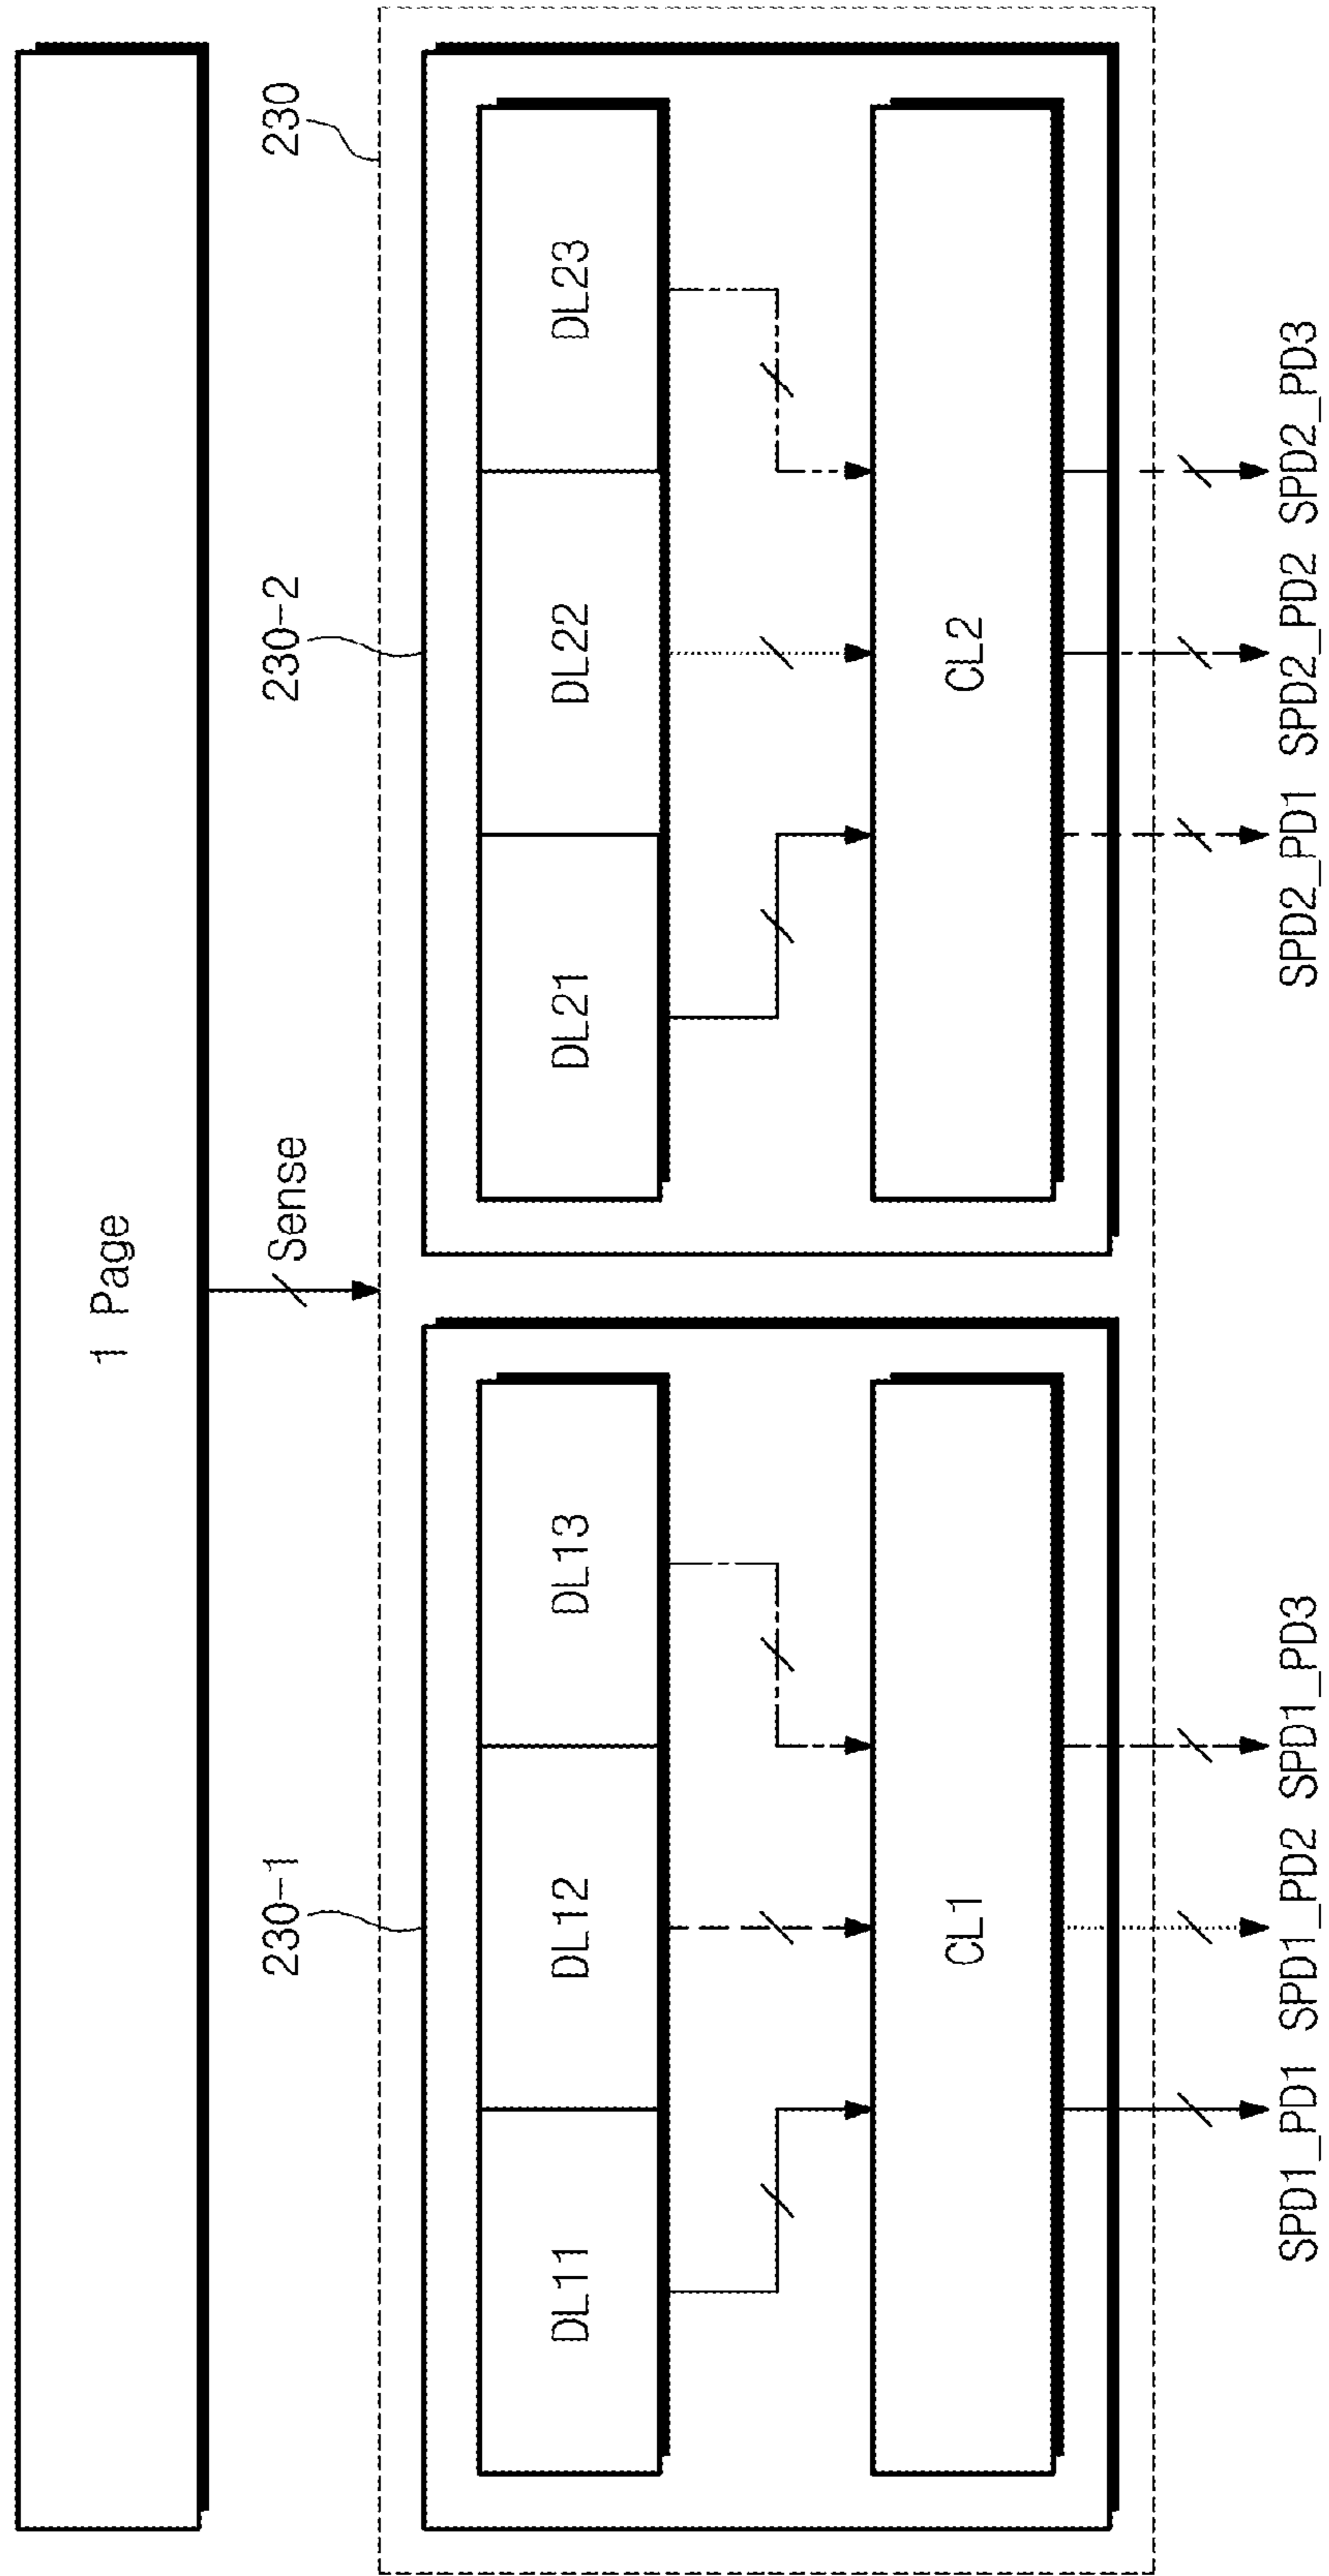 1 Page
Sense
230-1
230-2
230
DL11
DL12
DL13
DL21
DL22
DL23
CL1
CL2
SPD1_PD1 SPD1_PD2 SPD1_PD3
SPD2_PD1 SPD2_PD2 SPD2_PD3